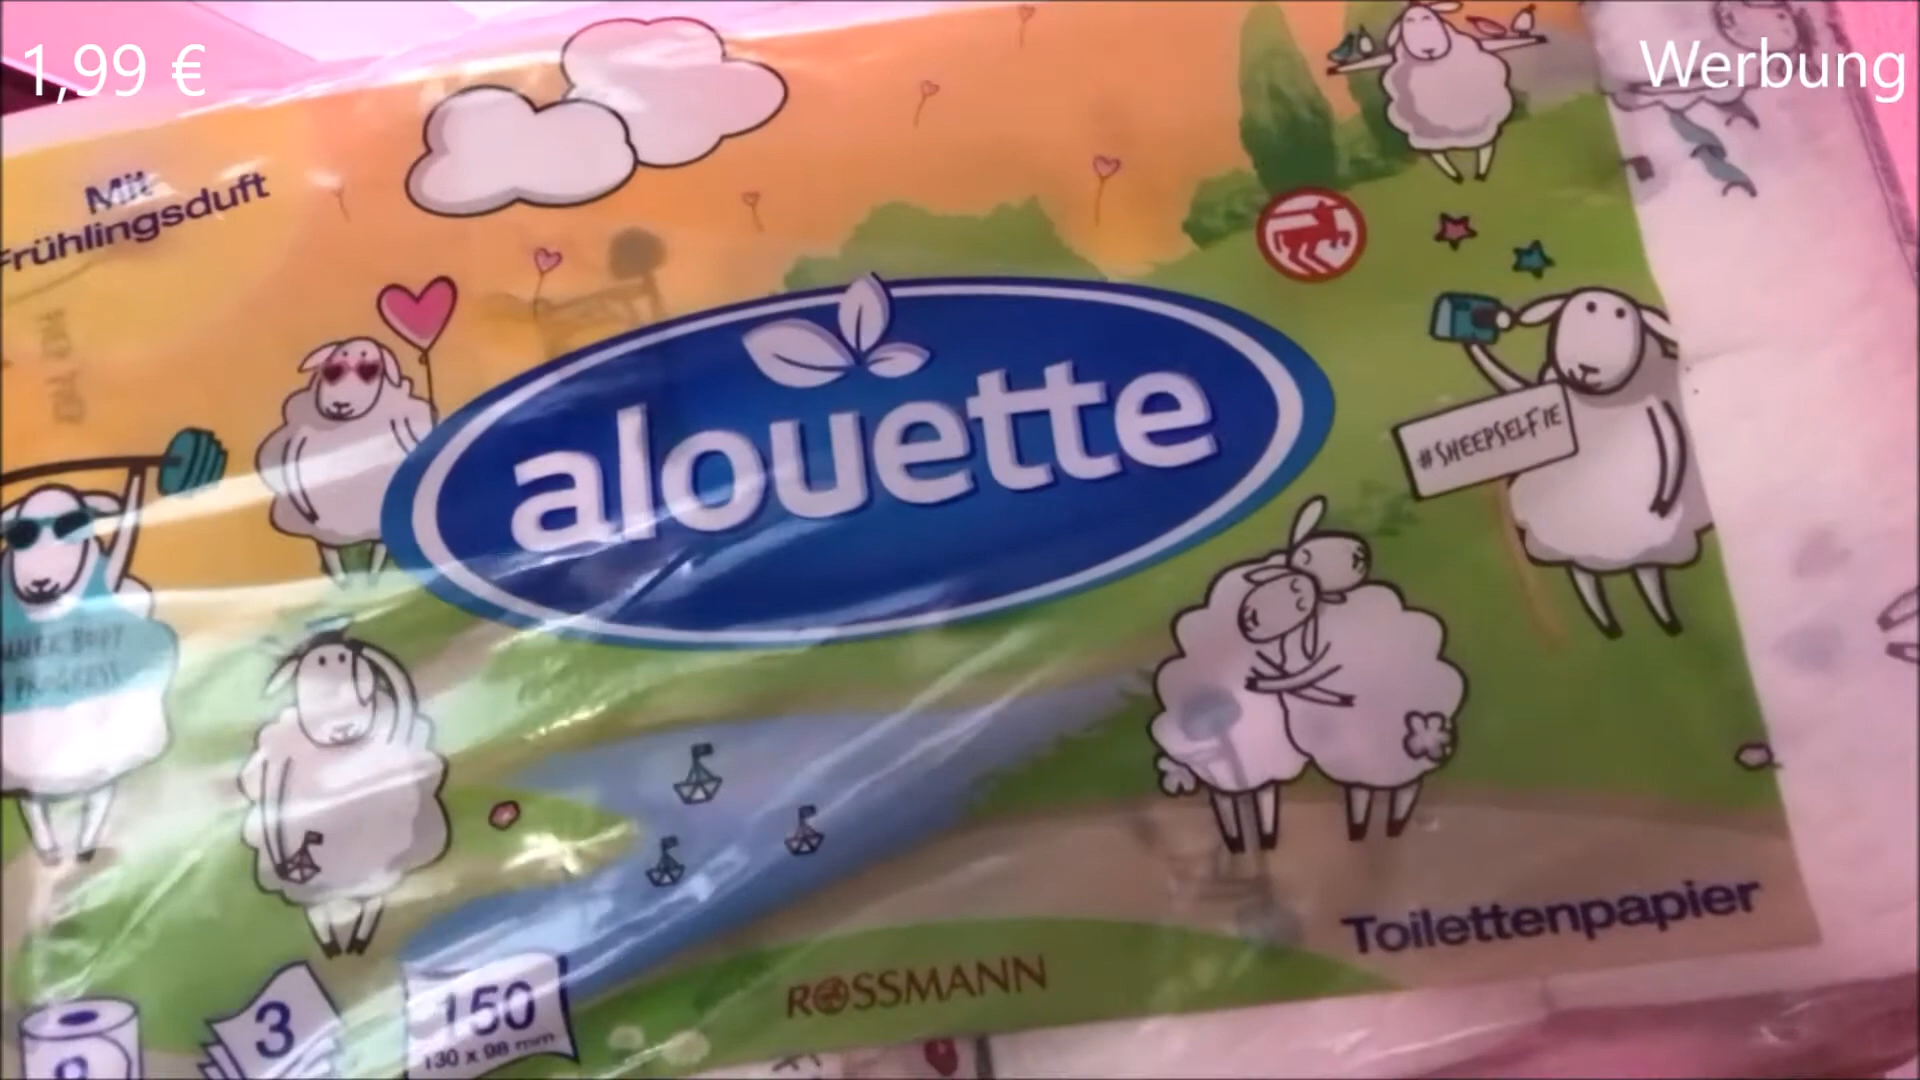 1,99 €
Werbung
Mit
Frühlingsduft
alouette
#SHEEPSELFIE
Toilettenpapier
ROSSMANN
3
150
130 x 98 mm